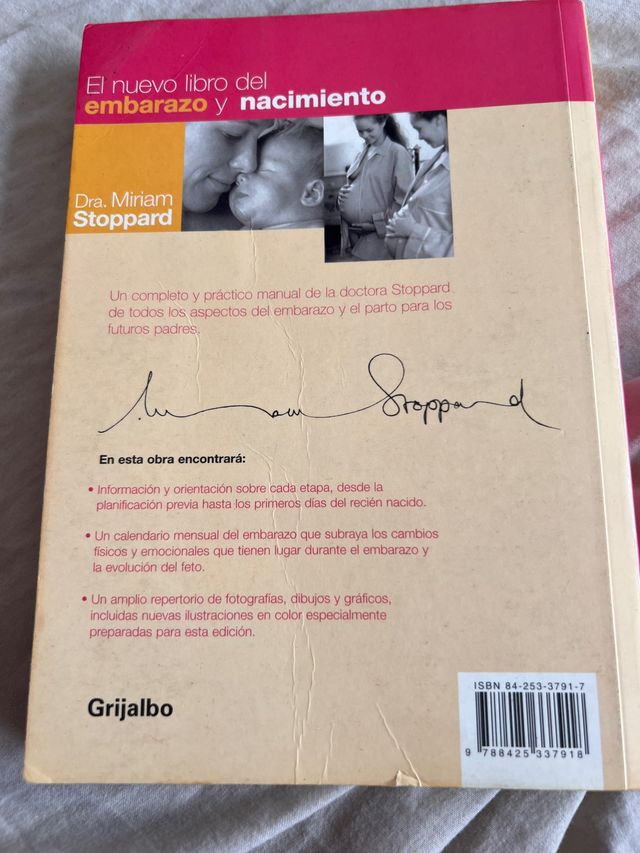 El nuevo libro del
embarazo y nacimiento
Dra. Miriam
Stoppard
Un completo y práctico manual de la doctora Stoppard
de todos los aspectos del embarazo y el parto para los
futuros padres.
Miriam Stoppard
En esta obra encontrará:
• Información y orientación sobre cada etapa, desde la
planificación previa hasta los primeros días del recién nacido.
• Un calendario mensual del embarazo que subraya los cambios
físicos y emocionales que tienen lugar durante el embarazo y
la evolución del feto.
• Un amplio repertorio de fotografías, dibujos y gráficos,
incluidas nuevas ilustraciones en color especialmente
preparadas para esta edición.
Grijalbo
ISBN 84-253-3791-7
9 788425 337918